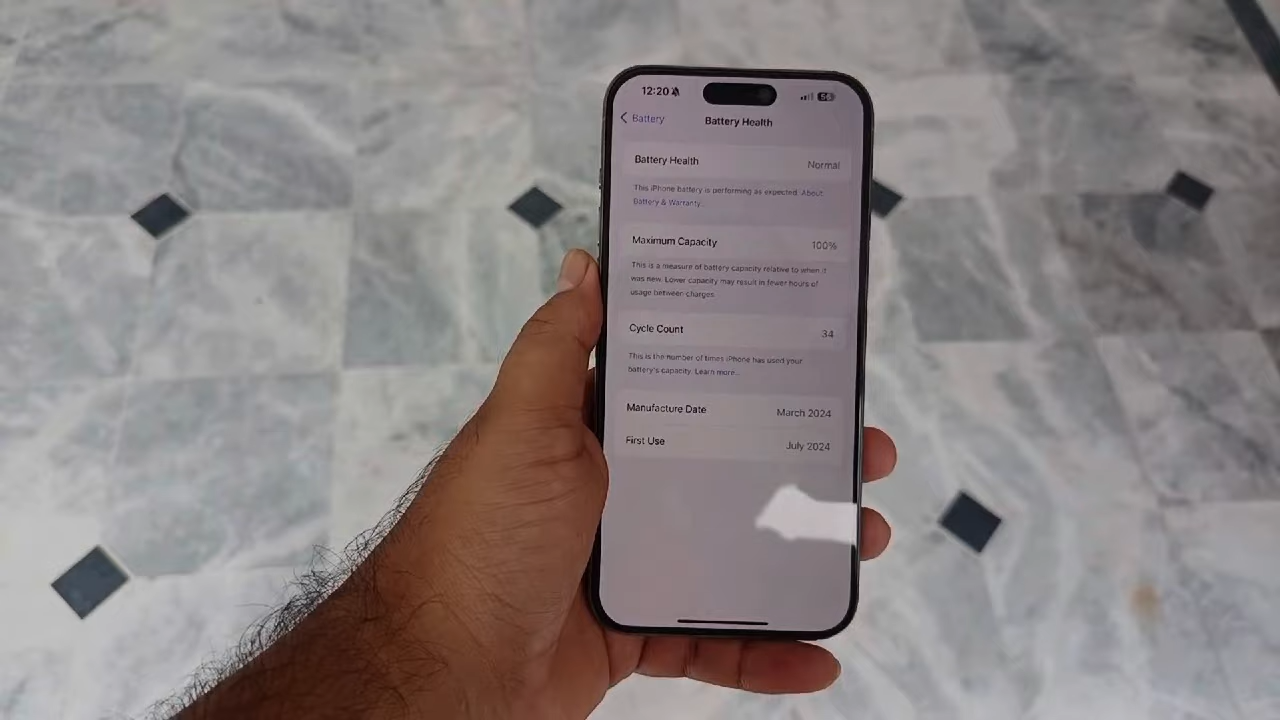 12:20 56
Battery Battery Health
Battery Health Normal
This iPhone battery is performing as expected. About
Battery & Warranty...
Maximum Capacity 100%
This is a measure of battery capacity relative to when it
was new. Lower capacity may result in fewer hours of
usage between charges.
Cycle Count 34
This is the number of times iPhone has used your
battery's capacity. Learn more...
Manufacture Date March 2024
First Use July 2024